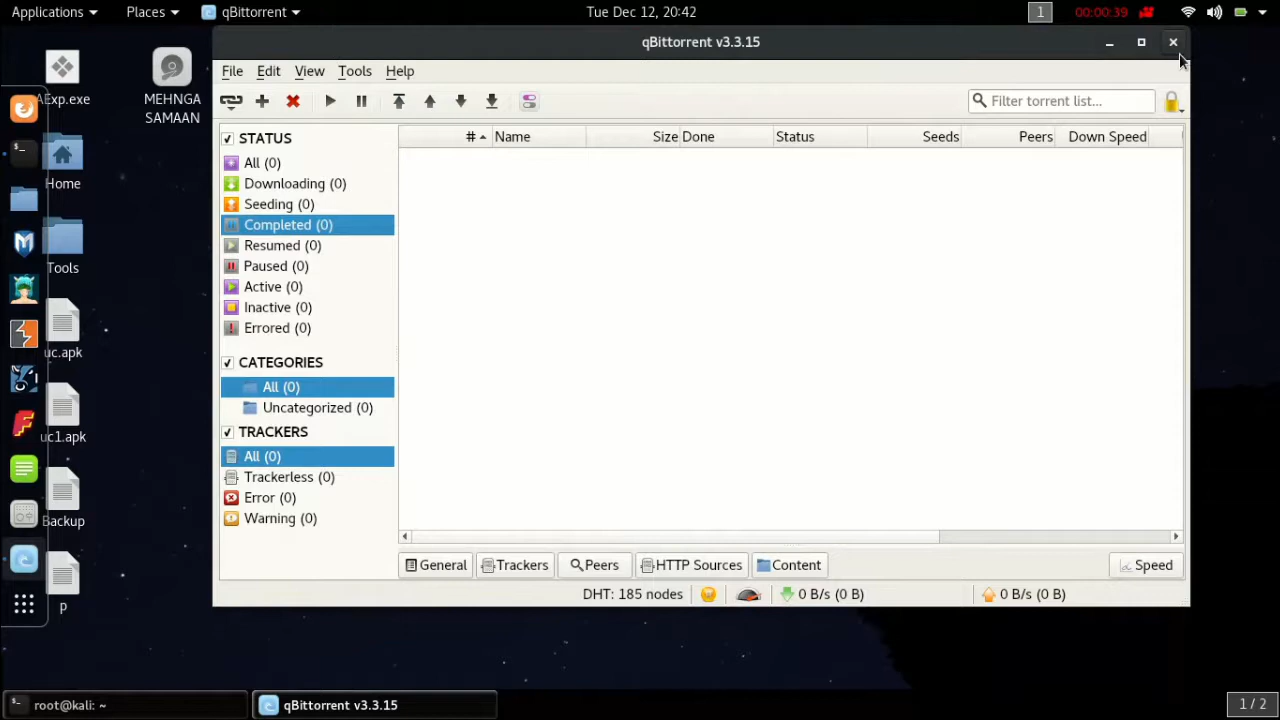 Applications Places qBittorrent Tue Dec 12, 20:42 1 00:00:39
qBittorrent v3.3.15
File Edit View Tools Help
Filter torrent list...
AExp.exe
MEHNGA
SAMAAN
Home
Tools
uc.apk
uc1.apk
Backup
p
STATUS
All (0)
Downloading (0)
Seeding (0)
Completed (0)
Resumed (0)
Paused (0)
Active (0)
Inactive (0)
Errored (0)
CATEGORIES
All (0)
Uncategorized (0)
TRACKERS
All (0)
Trackerless (0)
Error (0)
Warning (0)
# Name Size Done Status Seeds Peers Down Speed
General Trackers Peers HTTP Sources Content Speed
DHT: 185 nodes 0 B/s (0 B) 0 B/s (0 B)
root@kali: ~ qBittorrent v3.3.15 1 / 2